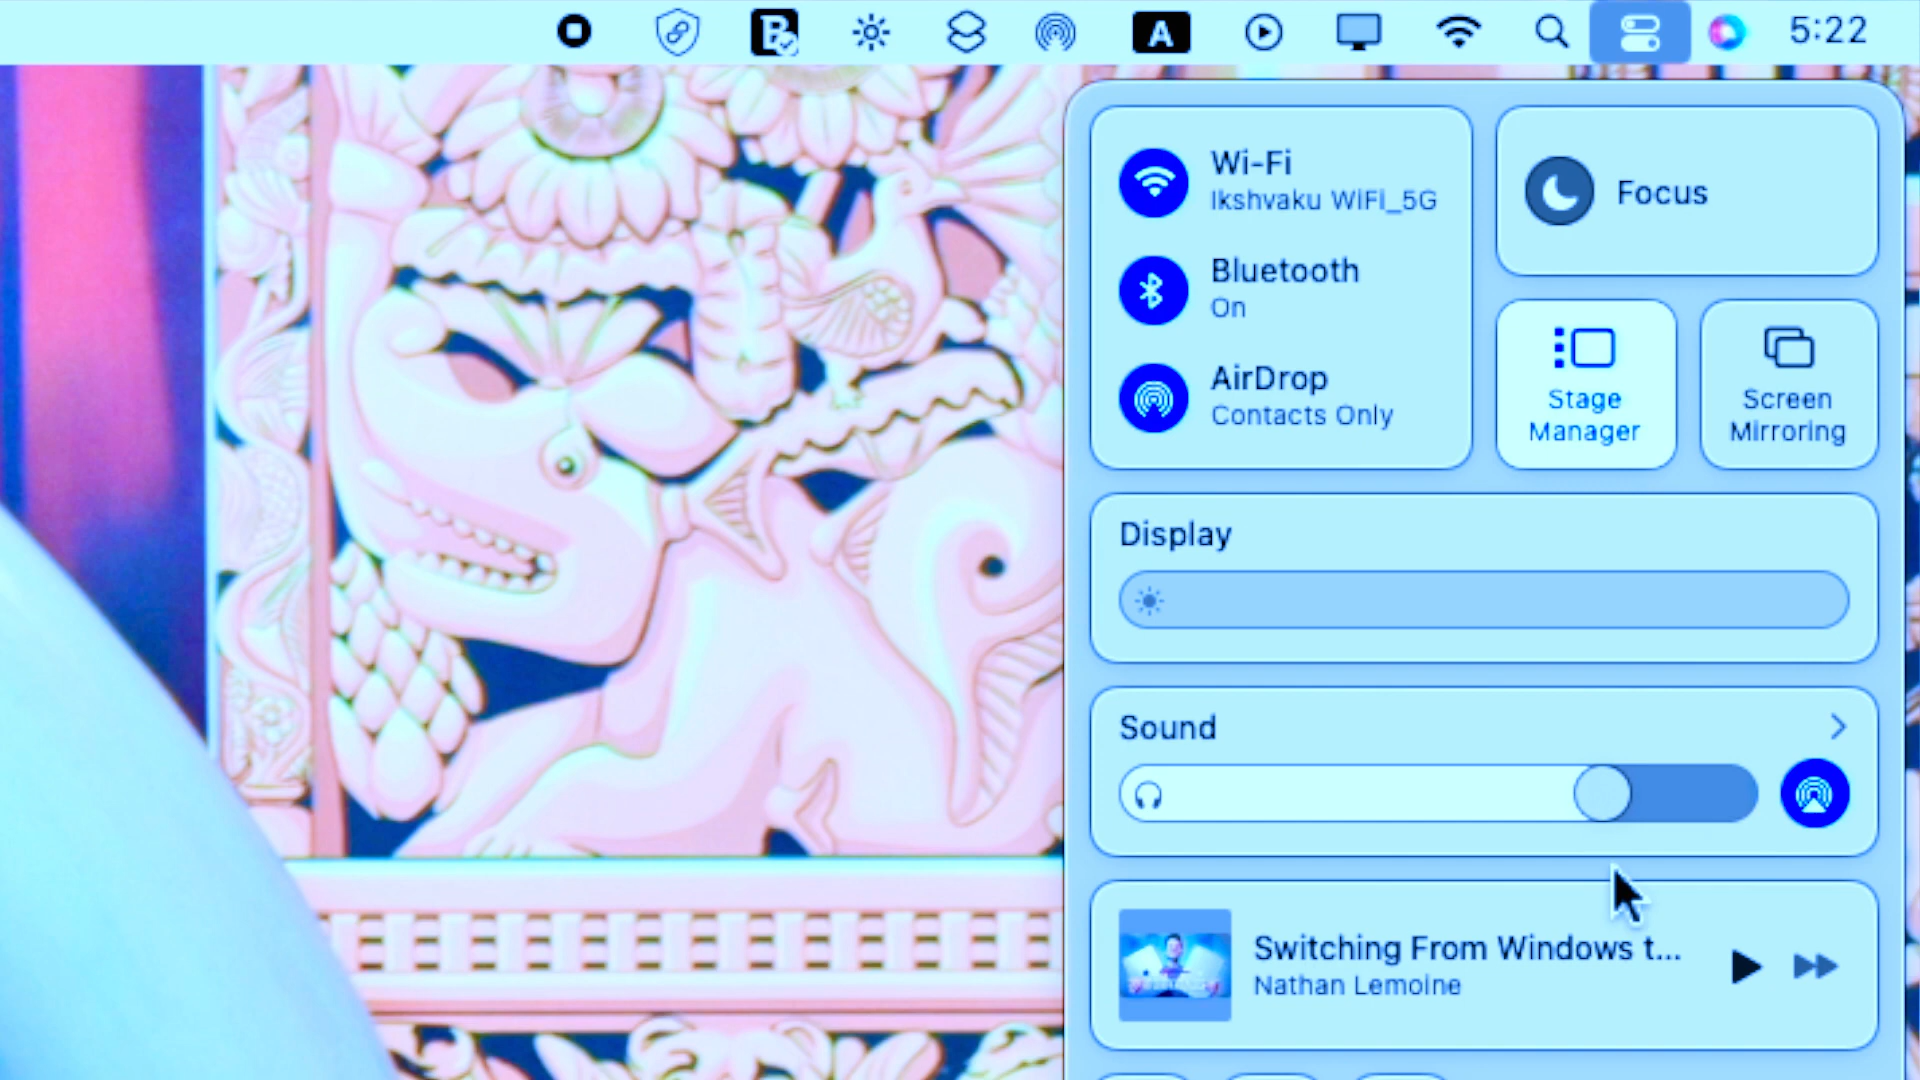 B
A
5:22
Wi-Fi
Ikshvaku WiFi_5G
Bluetooth
On
AirDrop
Contacts Only
Focus
Stage
Manager
Screen
Mirroring
Display
Sound
Switching From Windows t...
Nathan Lemoine